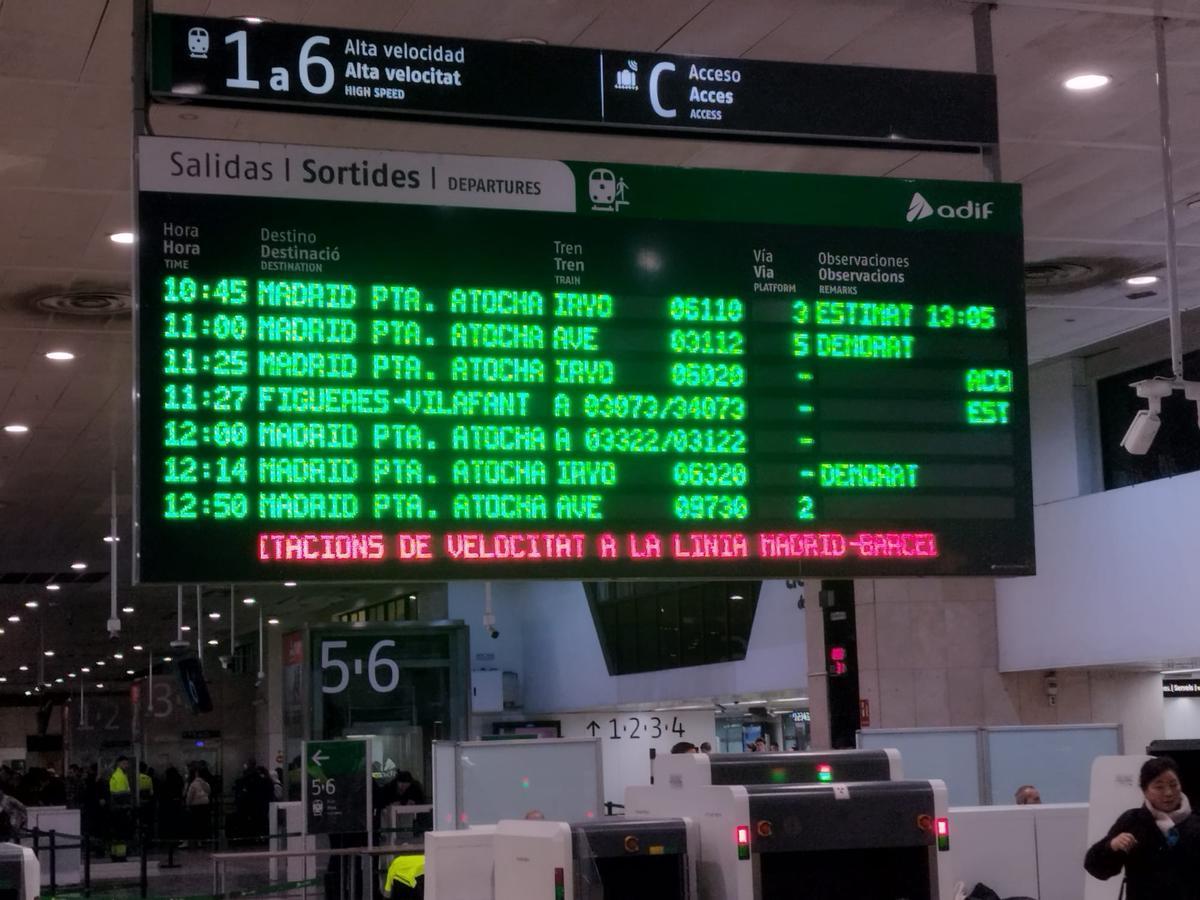 1a6 Alta velocidad
Alta velocitat
HIGH SPEED
C Acceso
Acces
ACCESS
Salidas | Sortides | DEPARTURES
adif
Hora Destino Tren Vía Observaciones
Hora Destinació Tren Via Observacions
TIME DESTINATION TRAIN PLATFORM REMARKS
10:45 MADRID PTA. ATOCHA IRYO 06110 3 ESTIMAT 13:05
11:00 MADRID PTA. ATOCHA AVE 03112 5 DEMORAT
11:25 MADRID PTA. ATOCHA IRYO 06020 - ACC
11:27 FIGUERES-VILAFANT A 03073/34073 - EST
12:00 MADRID PTA. ATOCHA A 03322/03122 -
12:14 MADRID PTA. ATOCHA IRYO 06320 - DEMORAT
12:50 MADRID PTA. ATOCHA AVE 09730 2
ITACIONS DE VELOCITAT A LA LINIA MADRID-BARCEL
5·6
↑ 1·2·3·4
←
5·6